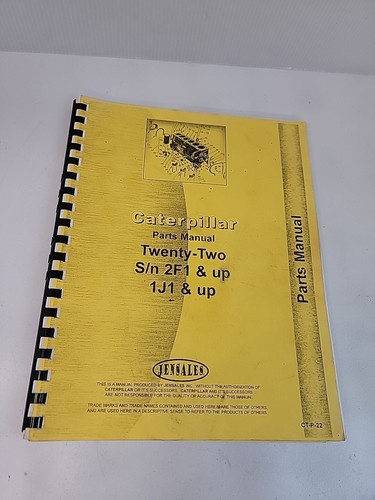 Caterpillar
Parts Manual
Twenty-Two
S/n 2F1 & up
1J1 & up
Parts Manual
JENSALES
THIS IS A MANUAL PRODUCED BY JENSALES INC. WITHOUT THE AUTHORIZATION OF
CATERPILLAR OR IT'S SUCCESSORS. CATERPILLAR AND IT'S SUCCESSORS
ARE NOT RESPONSIBLE FOR THE QUALITY OR ACCURACY OF THIS MANUAL.
TRADE MARKS AND TRADE NAMES CONTAINED AND USED HERE ARE THOSE OF OTHERS,
AND ARE USED HERE IN A DESCRIPTIVE SENSE TO REFER TO THE PRODUCTS OF OTHERS.
CT-P-22